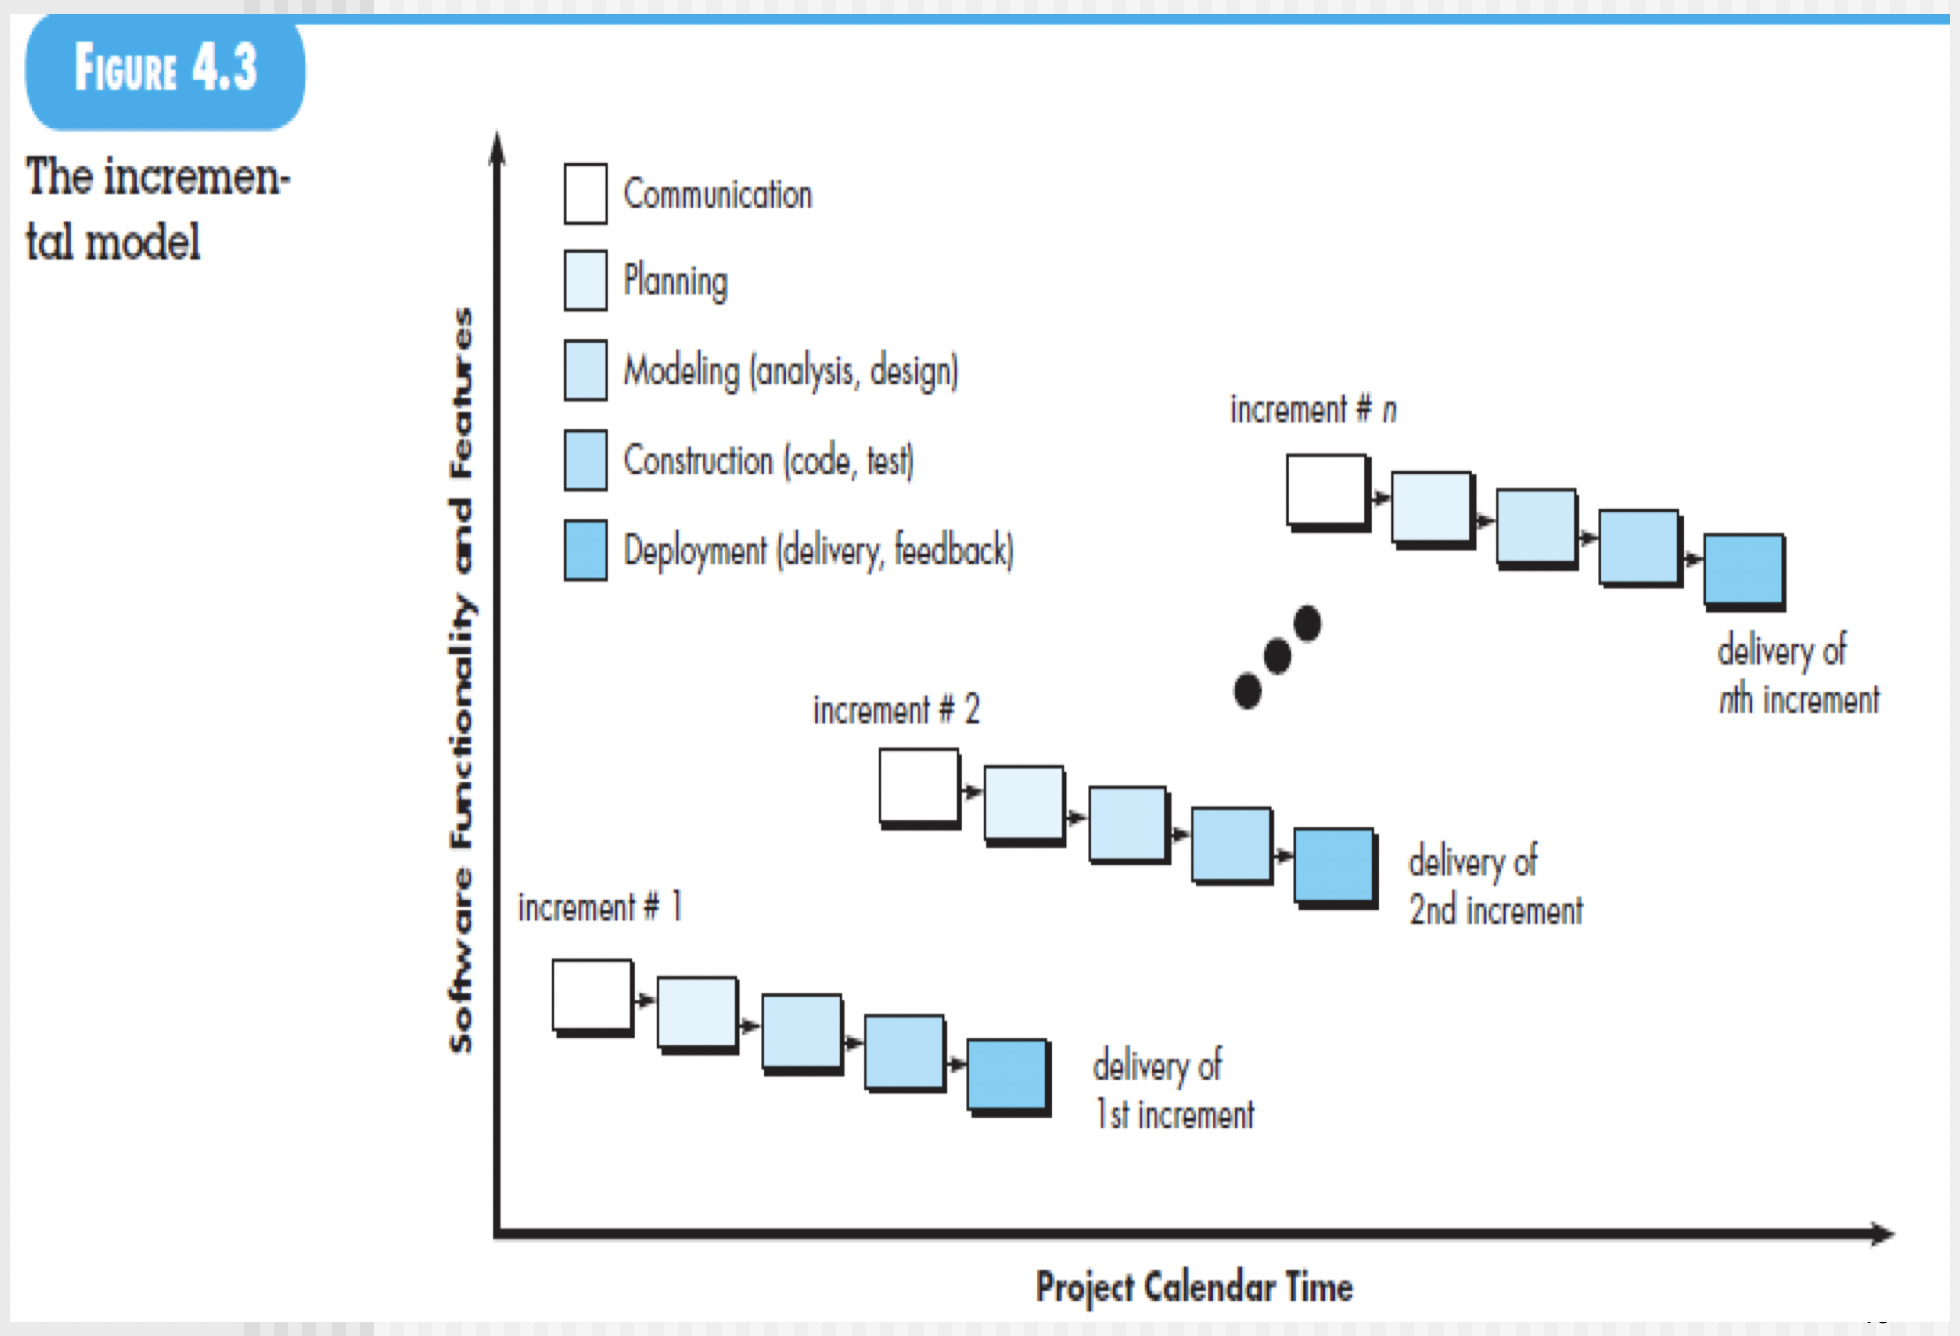 FIGURE 4.3
The incremen-
tal model
Communication
Planning
Modeling (analysis, design)
Construction (code, test)
Deployment (delivery, feedback)
Software Functionality and Features
increment # n
delivery of
nth increment
increment # 2
delivery of
2nd increment
increment # 1
delivery of
1st increment
Project Calendar Time